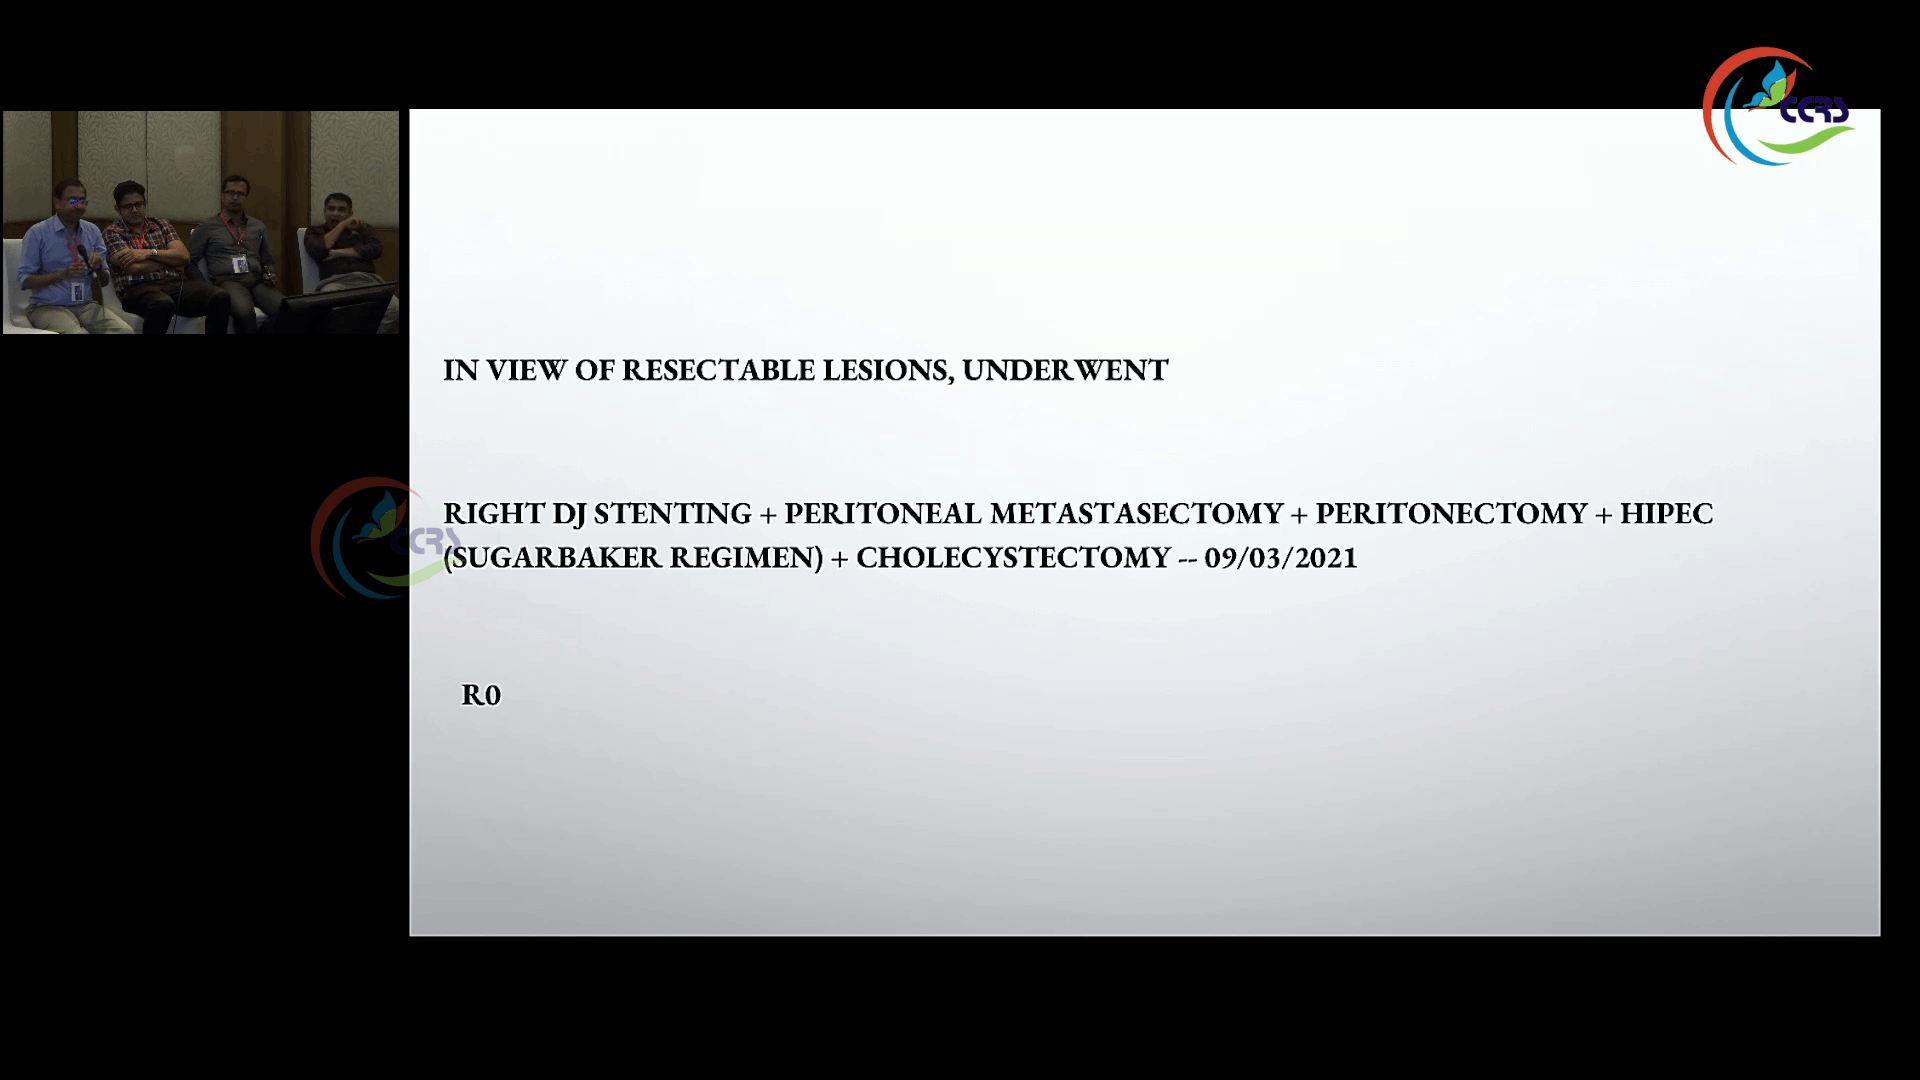 CCRS
IN VIEW OF RESECTABLE LESIONS, UNDERWENT
RIGHT DJ STENTING + PERITONEAL METASTASECTOMY + PERITONECTOMY + HIPEC
(SUGARBAKER REGIMEN) + CHOLECYSTECTOMY -- 09/03/2021
CCRS
R0